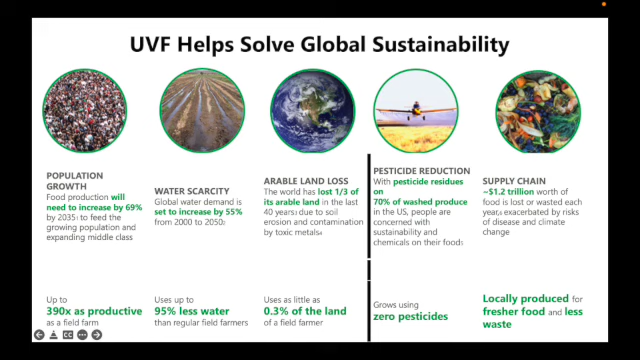 UVF Helps Solve Global Sustainability
POPULATION
GROWTH
Food production will
need to increase by 69%
by 2035₁ to feed the
growing population and
expanding middle class
WATER SCARCITY
Global water demand is
set to increase by 55%
from 2000 to 2050₂
ARABLE LAND LOSS
The world has lost 1/3 of
its arable land in the last
40 years₃ due to soil
erosion and contamination
by toxic metals₄
PESTICIDE REDUCTION
With pesticide residues
on
70% of washed produce
in the US, people are
concerned with
sustainability and
chemicals on their food₅
SUPPLY CHAIN
~$1.2 trillion worth of
food is lost or wasted each
year,₆ exacerbated by risks
of disease and climate
change
Up to
390x as productive
as a field farm
Uses up to
95% less water
than regular field farmers
Uses as little as
0.3% of the land
of a field farmer
Grows using
zero pesticides
Locally produced for
fresher food and less
waste
CC